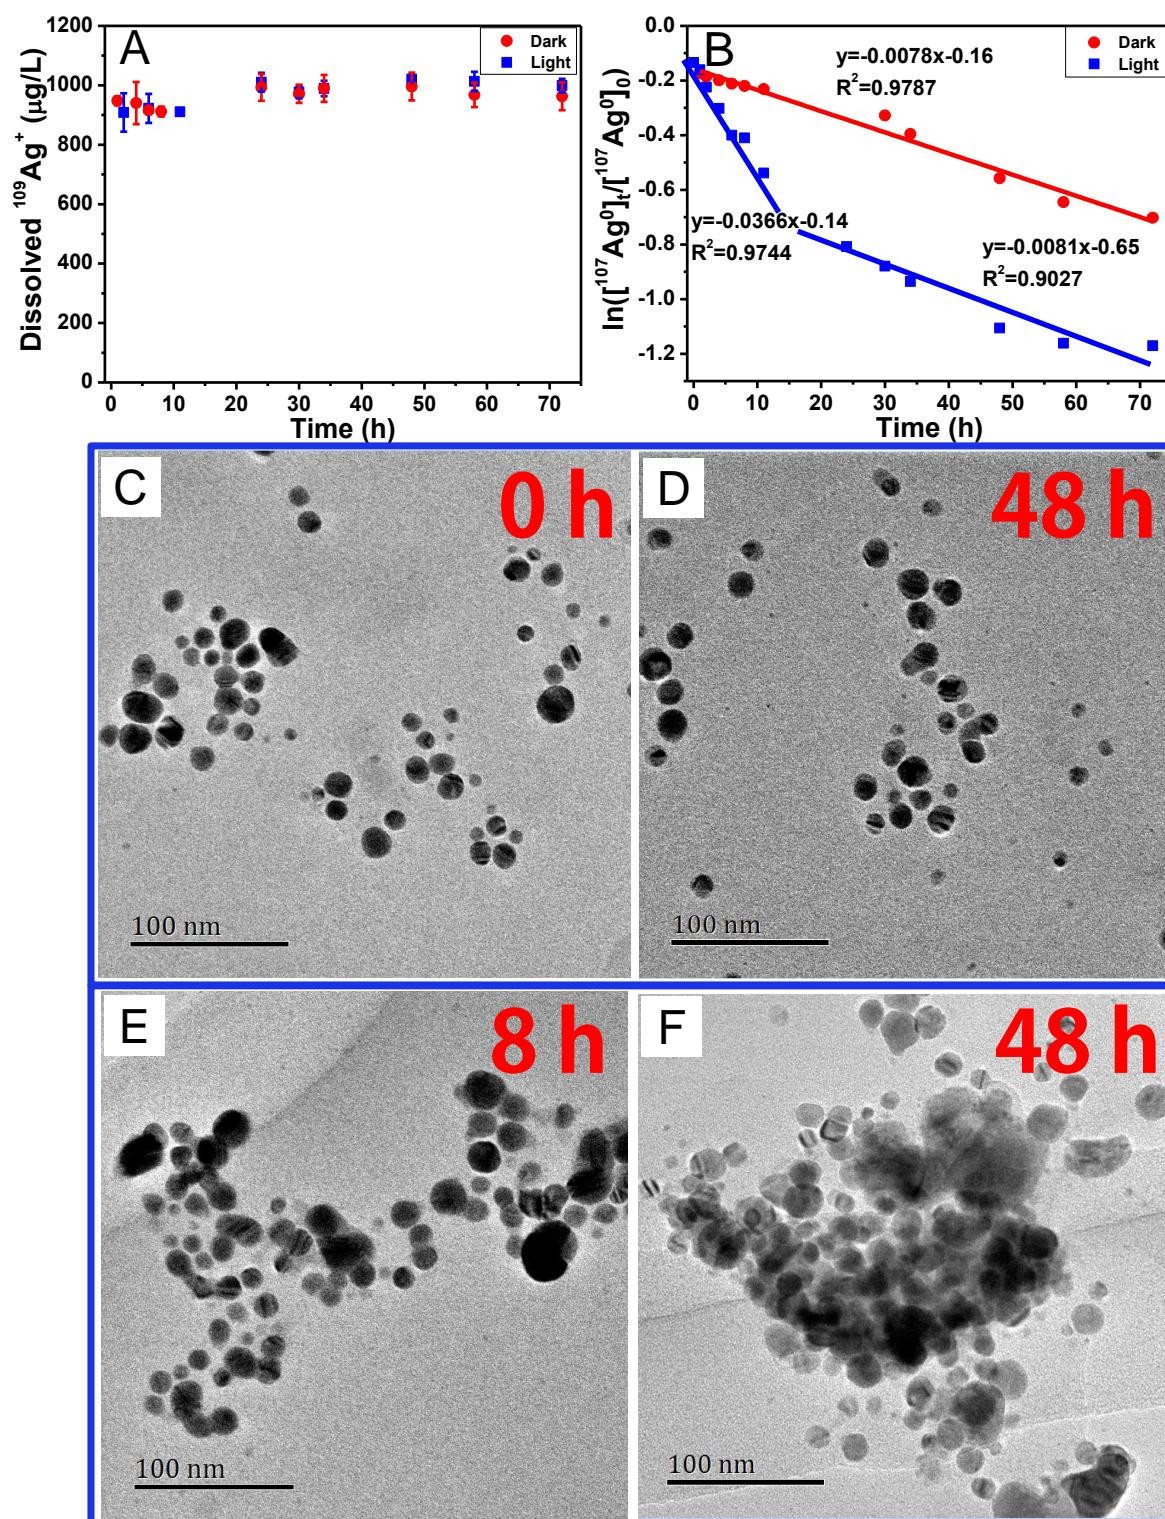 A
Dark
Light
1200
1000
800
600
400
200
0
Dissolved ¹⁰⁹Ag⁺ (μg/L)
0 10 20 30 40 50 60 70
Time (h)
B
Dark
Light
y=-0.0078x-0.16
R²=0.9787
y=-0.0366x-0.14
R²=0.9744
y=-0.0081x-0.65
R²=0.9027
0.0
-0.2
-0.4
-0.6
-0.8
-1.0
-1.2
ln([¹⁰⁷Ag⁰]ₜ/[¹⁰⁷Ag⁰]₀)
0 10 20 30 40 50 60 70
Time (h)
C
0 h
100 nm
D
48 h
100 nm
E
8 h
100 nm
F
48 h
100 nm